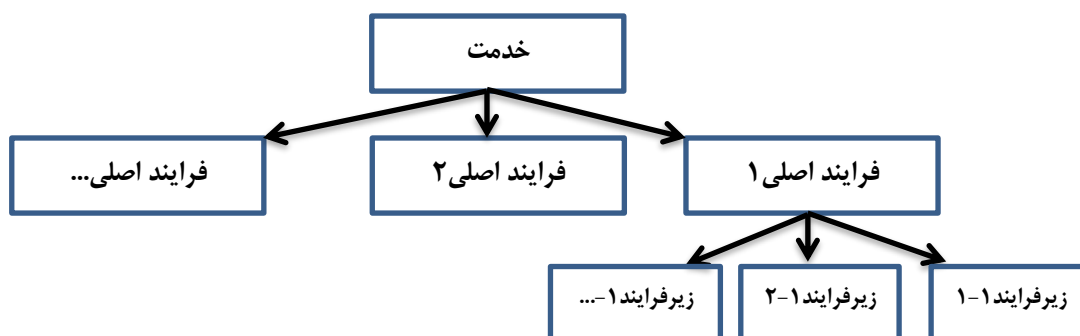 خدمت
فرایند اصلی۱
فرایند اصلی۲
فرایند اصلی...
زیرفرایند۱-۱
زیرفرایند۱-۲
زیرفرایند۱-...